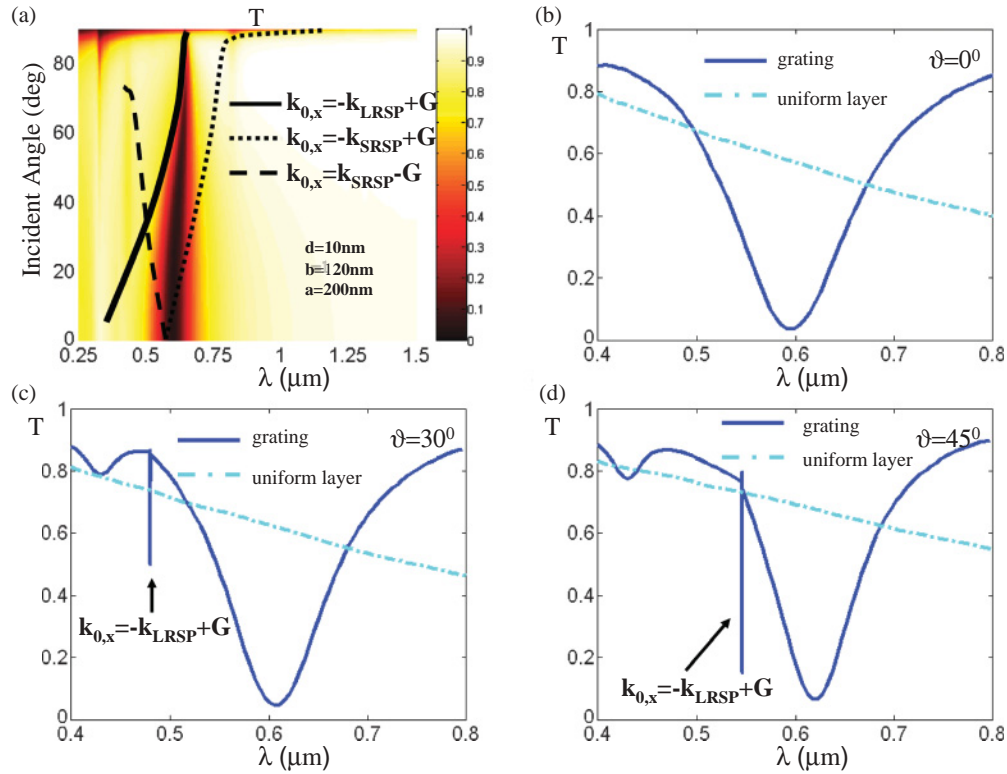 (a)
T
Incident Angle (deg)
80
60
40
20
0
0.25 0.5 0.75 1 1.25 1.5
λ (μm)
k0,x=-kLRSP+G
k0,x=-kSRSP+G
k0,x=kSRSP-G
d=10nm
b=120nm
a=200nm
1
0.9
0.8
0.7
0.6
0.5
0.4
0.3
0.2
0.1
0
(b)
T
1
0.8
0.6
0.4
0.2
0
grating
uniform layer
ϑ=0⁰
0.4 0.5 0.6 0.7 0.8
λ (μm)
(c)
T
1
0.8
0.6
0.4
0.2
0
grating
uniform layer
ϑ=30⁰
k0,x=-kLRSP+G
0.4 0.5 0.6 0.7 0.8
λ (μm)
(d)
T
1
0.8
0.6
0.4
0.2
0
grating
uniform layer
ϑ=45⁰
k0,x=-kLRSP+G
0.4 0.5 0.6 0.7 0.8
λ (μm)